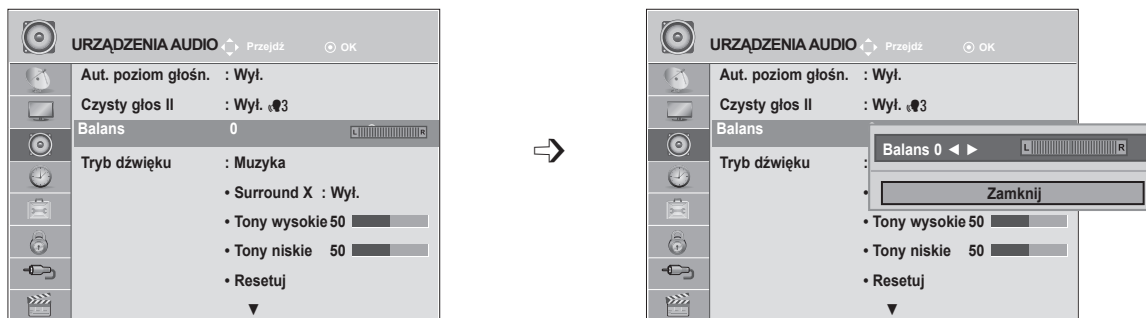 URZĄDZENIA AUDIO Przejdź OK
Aut. poziom głośn. : Wył.
Czysty głos II : Wył. 3
Balans 0 L R
Tryb dźwięku : Muzyka
• Surround X : Wył.
• Tony wysokie 50
• Tony niskie 50
• Resetuj
▼
URZĄDZENIA AUDIO Przejdź OK
Aut. poziom głośn. : Wył.
Czysty głos II : Wył. 3
Balans
Balans 0 ◄ ► L R
Tryb dźwięku :
•
Zamknij
• Tony wysokie 50
• Tony niskie 50
• Resetuj
▼